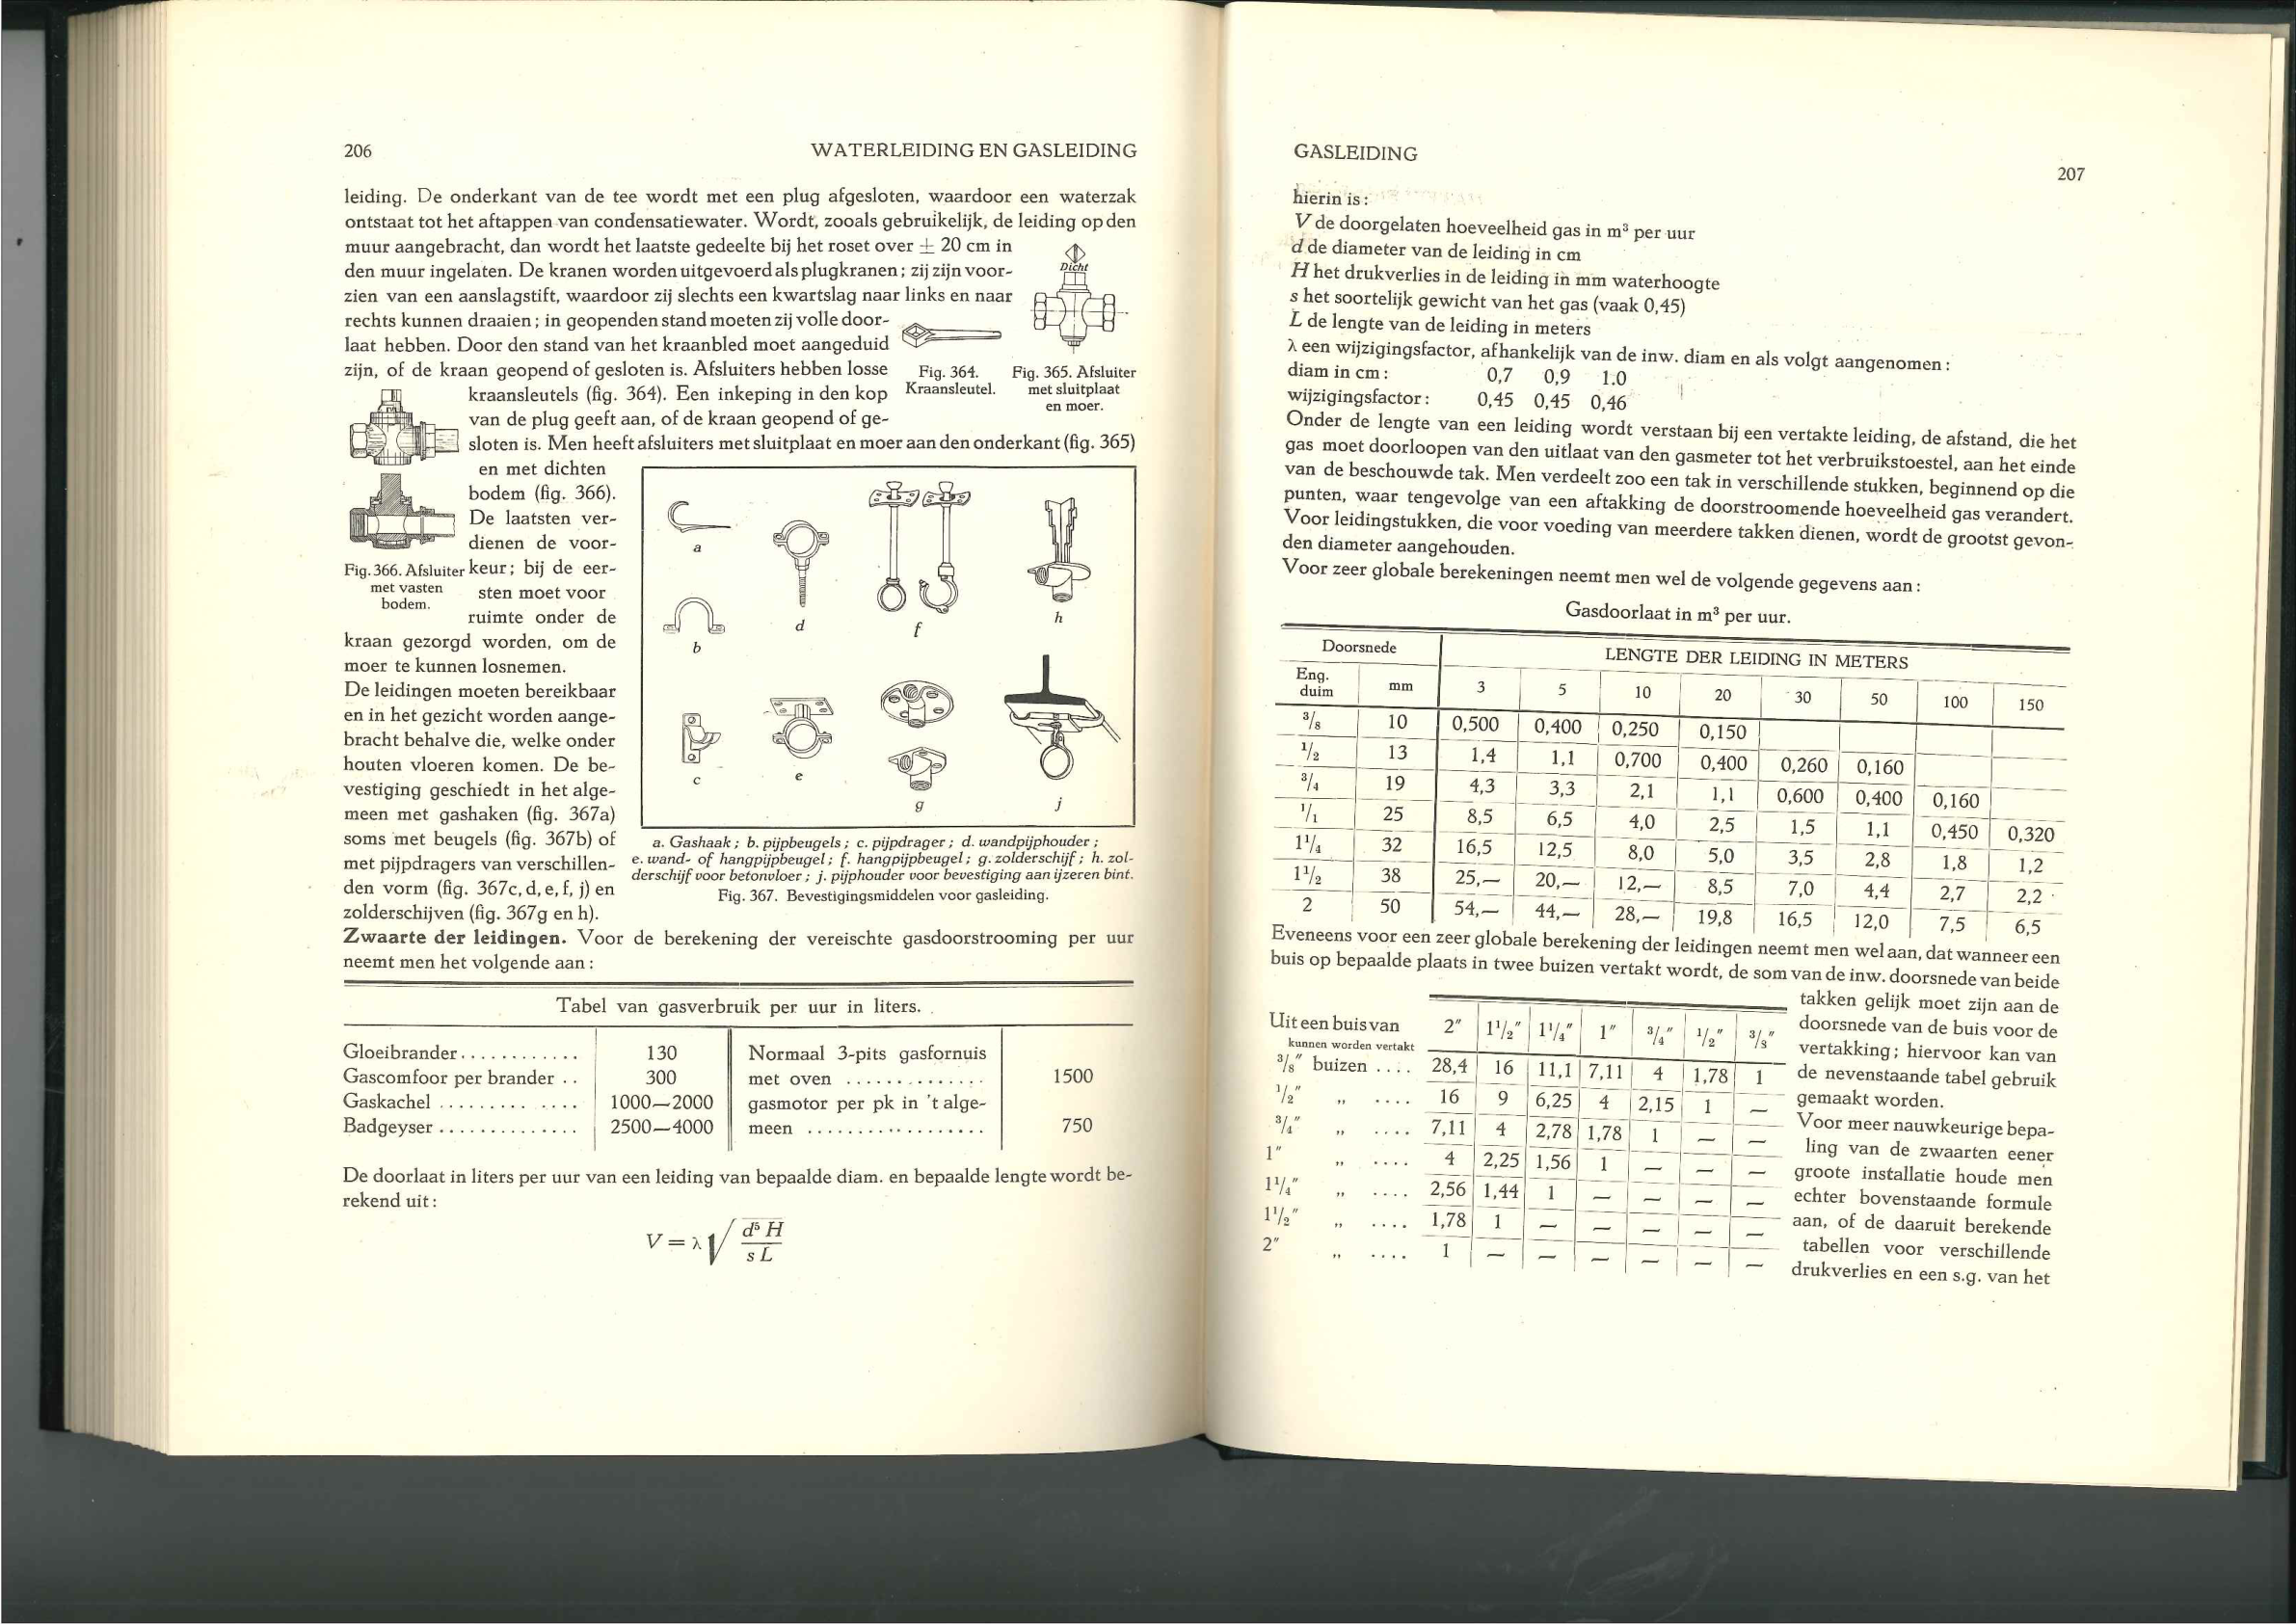 206 WATERLEIDING EN GASLEIDING
leiding. De onderkant van de tee wordt met een plug afgesloten, waardoor een waterzak
ontstaat tot het aftappen van condensatiewater. Wordt, zooals gebruikelijk, de leiding op den
muur aangebracht, dan wordt het laatste gedeelte bij het roset over ± 20 cm in
den muur ingelaten. De kranen worden uitgevoerd als plugkranen; zij zijn voor-
zien van een aanslagstift, waardoor zij slechts een kwartslag naar links en naar
rechts kunnen draaien; in geopenden stand moeten zij volle door-
laat hebben. Door den stand van het kraanbled moet aangeduid
zijn, of de kraan geopend of gesloten is. Afsluiters hebben losse
kraansleutels (fig. 364). Een inkeping in den kop
van de plug geeft aan, of de kraan geopend of ge-
sloten is. Men heeft afsluiters met sluitplaat en moer aan den onderkant (fig. 365)
en met dichten
bodem (fig. 366).
De laatsten ver-
dienen de voor-
keur; bij de eer-
sten moet voor
ruimte onder de
kraan gezorgd worden, om de
moer te kunnen losnemen.
De leidingen moeten bereikbaar
en in het gezicht worden aange-
bracht behalve die, welke onder
houten vloeren komen. De be-
vestiging geschiedt in het alge-
meen met gashaken (fig. 367a)
soms met beugels (fig. 367b) of
met pijpdragers van verschillen-
den vorm (fig. 367c, d, e, f, j) en
zolderschijven (fig. 367g en h).
Dicht
Fig. 364.
Kraansleutel.
Fig. 365. Afsluiter
met sluitplaat
en moer.
Fig. 366. Afsluiter
met vasten
bodem.
a
b
c
d
e
f
g
h
j
a. Gashaak; b. pijpbeugels; c. pijpdrager; d. wandpijphouder;
e. wand- of hangpijpbeugel; f. hangpijpbeugel; g. zolderschijf; h. zol-
derschijf voor betonvloer; j. pijphouder voor bevestiging aan ijzeren bint.
Fig. 367. Bevestigingsmiddelen voor gasleiding.
Zwaarte der leidingen. Voor de berekening der vereischte gasdoorstrooming per uur
neemt men het volgende aan:
Tabel van gasverbruik per uur in liters.
Gloeibrander............ 130 Normaal 3-pits gasfornuis
Gascomfoor per brander .. 300 met oven .............. 1500
Gaskachel ......... .... 1000—2000 gasmotor per pk in 't alge-
Badgeyser .............. 2500—4000 meen .................. 750
De doorlaat in liters per uur van een leiding van bepaalde diam. en bepaalde lengte wordt be-
rekend uit:
V = λ √ d⁵ H / s L
GASLEIDING 207
hierin is:
V de doorgelaten hoeveelheid gas in m³ per uur
d de diameter van de leiding in cm
H het drukverlies in de leiding in mm waterhoogte
s het soortelijk gewicht van het gas (vaak 0,45)
L de lengte van de leiding in meters
λ een wijzigingsfactor, afhankelijk van de inw. diam en als volgt aangenomen:
diam in cm: 0,7 0,9 1.0
wijzigingsfactor: 0,45 0,45 0,46
Onder de lengte van een leiding wordt verstaan bij een vertakte leiding, de afstand, die het
gas moet doorloopen van den uitlaat van den gasmeter tot het verbruikstoestel, aan het einde
van de beschouwde tak. Men verdeelt zoo een tak in verschillende stukken, beginnend op die
punten, waar tengevolge van een aftakking de doorstroomende hoeveelheid gas verandert.
Voor leidingstukken, die voor voeding van meerdere takken dienen, wordt de grootst gevon-
den diameter aangehouden.
Voor zeer globale berekeningen neemt men wel de volgende gegevens aan:
Gasdoorlaat in m³ per uur.
Doorsnede LENGTE DER LEIDING IN METERS
Eng. duim mm 3 5 10 20 30 50 100 150
³/₈ 10 0,500 0,400 0,250 0,150
¹/₂ 13 1,4 1,1 0,700 0,400 0,260 0,160
³/₄ 19 4,3 3,3 2,1 1,1 0,600 0,400 0,160
¹/₁ 25 8,5 6,5 4,0 2,5 1,5 1,1 0,450 0,320
1¹/₄ 32 16,5 12,5 8,0 5,0 3,5 2,8 1,8 1,2
1¹/₂ 38 25,— 20,— 12,— 8,5 7,0 4,4 2,7 2,2
2 50 54,— 44,— 28,— 19,8 16,5 12,0 7,5 6,5
Eveneens voor een zeer globale berekening der leidingen neemt men wel aan, dat wanneer een
buis op bepaalde plaats in twee buizen vertakt wordt, de som van de inw. doorsnede van beide
takken gelijk moet zijn aan de
doorsnede van de buis voor de
vertakking; hiervoor kan van
de nevenstaande tabel gebruik
gemaakt worden.
Voor meer nauwkeurige bepa-
ling van de zwaarten eener
groote installatie houde men
echter bovenstaande formule
aan, of de daaruit berekende
tabellen voor verschillende
drukverlies en een s.g. van het
Uit een buis van 2″ 1¹/₂″ 1¹/₄″ 1″ ³/₄″ ¹/₂″ ³/₈″
kunnen worden vertakt
³/₈″ buizen .... 28,4 16 11,1 7,11 4 1,78 1
¹/₂″ „ .... 16 9 6,25 4 2,15 1 —
³/₄″ „ .... 7,11 4 2,78 1,78 1 — —
1″ „ .... 4 2,25 1,56 1 — — —
1¹/₄″ „ .... 2,56 1,44 1 — — — —
1¹/₂″ „ .... 1,78 1 — — — — —
2″ „ .... 1 — — — — — —